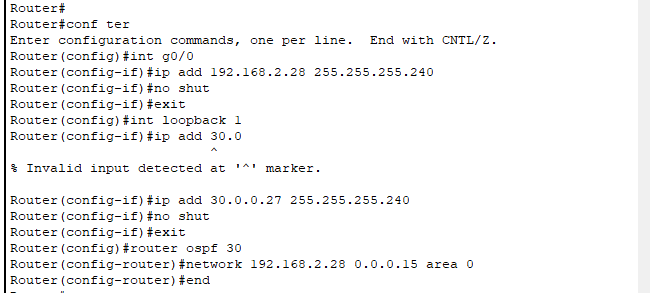 Router#
Router#conf ter
Enter configuration commands, one per line.  End with CNTL/Z.
Router(config)#int g0/0
Router(config-if)#ip add 192.168.2.28 255.255.255.240
Router(config-if)#no shut
Router(config-if)#exit
Router(config)#int loopback 1
Router(config-if)#ip add 30.0
                          ^
% Invalid input detected at '^' marker.

Router(config-if)#ip add 30.0.0.27 255.255.255.240
Router(config-if)#no shut
Router(config-if)#exit
Router(config)#router ospf 30
Router(config-router)#network 192.168.2.28 0.0.0.15 area 0
Router(config-router)#end